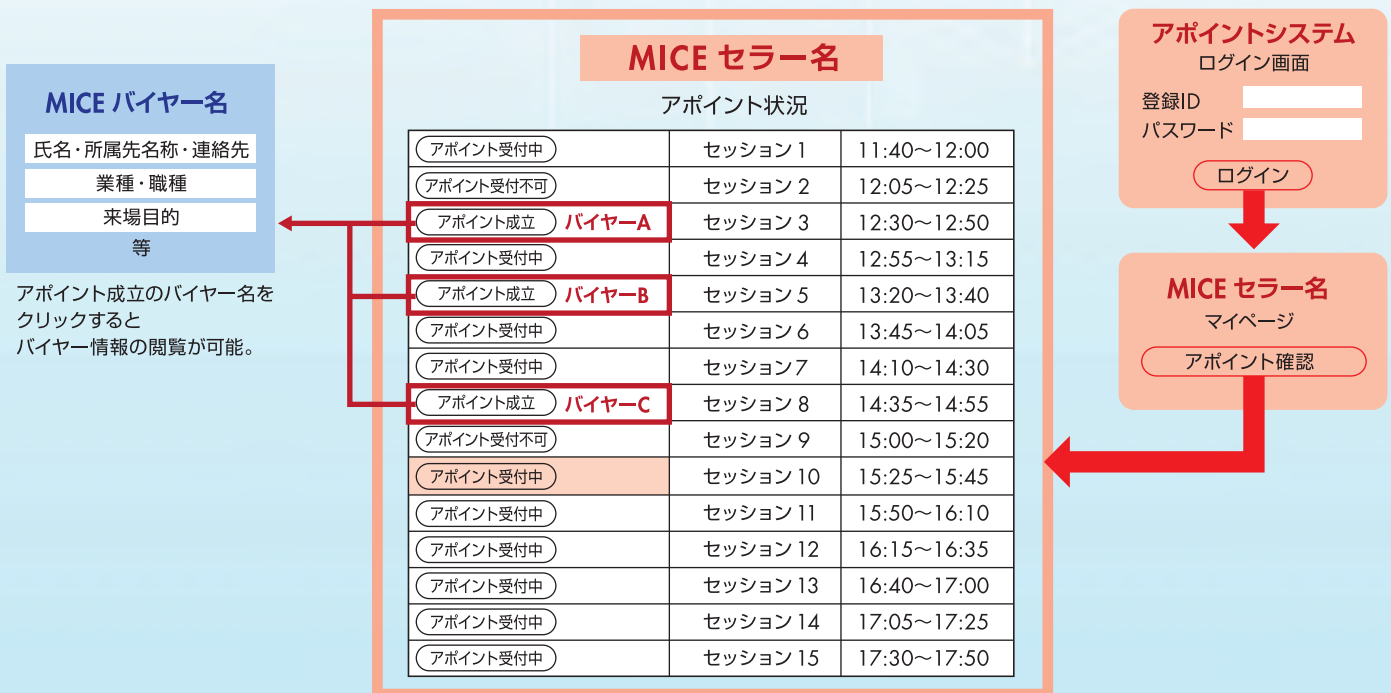 MICE バイヤー名
氏名・所属先名称・連絡先
業種・職種
来場目的
等
アポイント成立のバイヤー名を
クリックすると
バイヤー情報の閲覧が可能。
MICE セラー名
アポイント状況
アポイント受付中 セッション 1 11:40〜12:00
アポイント受付不可 セッション 2 12:05〜12:25
アポイント成立 バイヤーA セッション 3 12:30〜12:50
アポイント受付中 セッション 4 12:55〜13:15
アポイント成立 バイヤーB セッション 5 13:20〜13:40
アポイント受付中 セッション 6 13:45〜14:05
アポイント受付中 セッション 7 14:10〜14:30
アポイント成立 バイヤーC セッション 8 14:35〜14:55
アポイント受付不可 セッション 9 15:00〜15:20
アポイント受付中 セッション 10 15:25〜15:45
アポイント受付中 セッション 11 15:50〜16:10
アポイント受付中 セッション 12 16:15〜16:35
アポイント受付中 セッション 13 16:40〜17:00
アポイント受付中 セッション 14 17:05〜17:25
アポイント受付中 セッション 15 17:30〜17:50
アポイントシステム
ログイン画面
登録ID
パスワード
ログイン
MICE セラー名
マイページ
アポイント確認